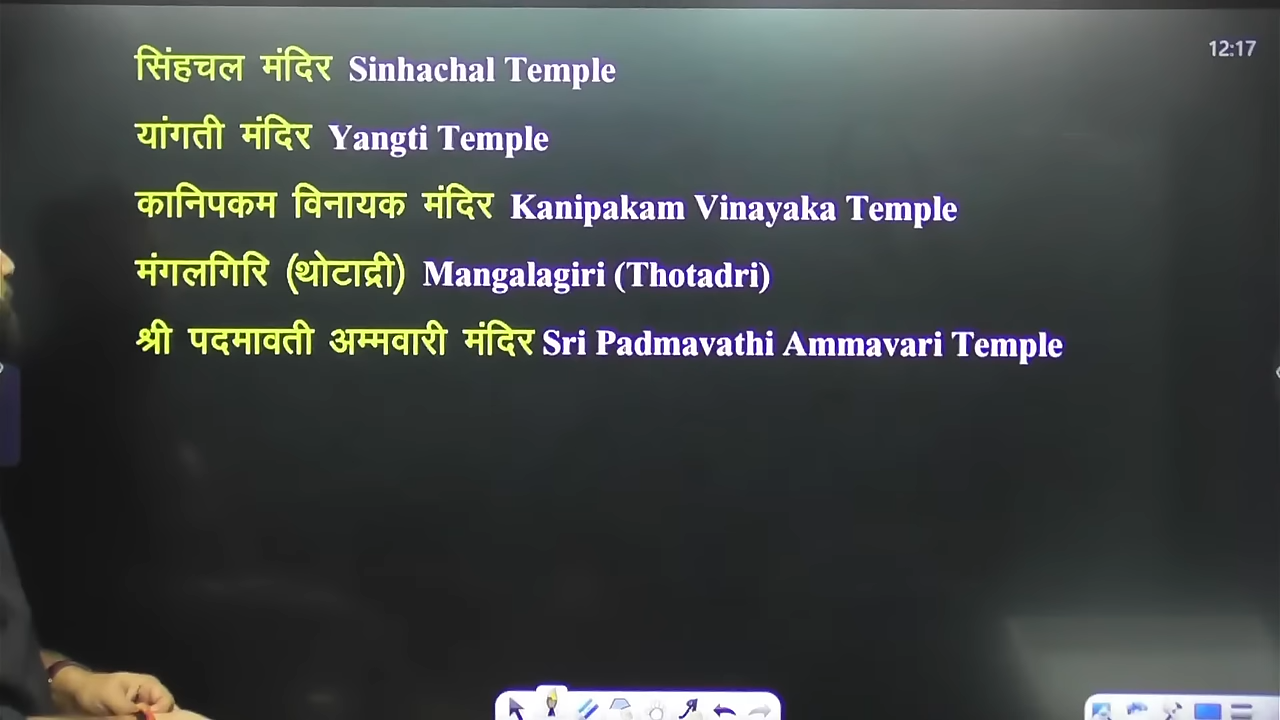 12:17
सिंहचल मंदिर Sinhachal Temple
यांगती मंदिर Yangti Temple
कानिपकम विनायक मंदिर Kanipakam Vinayaka Temple
मंगलगिरि (थोटाद्री) Mangalagiri (Thotadri)
श्री पदमावती अम्मवारी मंदिर Sri Padmavathi Ammavari Temple